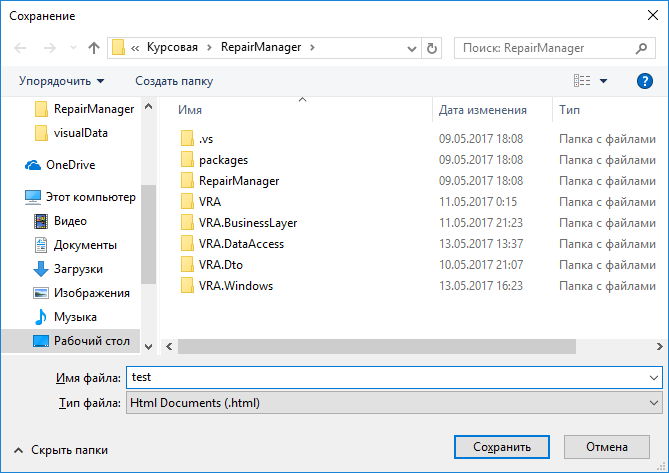 Сохранение
« Курсовая > RepairManager >
Поиск: RepairManager
Упорядочить
Создать папку
RepairManager
visualData
OneDrive
Этот компьютер
Видео
Документы
Загрузки
Изображения
Музыка
Рабочий стол
Имя Дата изменения Тип
.vs 09.05.2017 18:08 Папка с файлами
packages 09.05.2017 18:08 Папка с файлами
RepairManager 09.05.2017 18:08 Папка с файлами
VRA 11.05.2017 0:15 Папка с файлами
VRA.BusinessLayer 11.05.2017 21:23 Папка с файлами
VRA.DataAccess 13.05.2017 13:37 Папка с файлами
VRA.Dto 10.05.2017 21:07 Папка с файлами
VRA.Windows 13.05.2017 16:23 Папка с файлами
Имя файла: test
Тип файла: Html Documents (.html)
Скрыть папки
Сохранить
Отмена